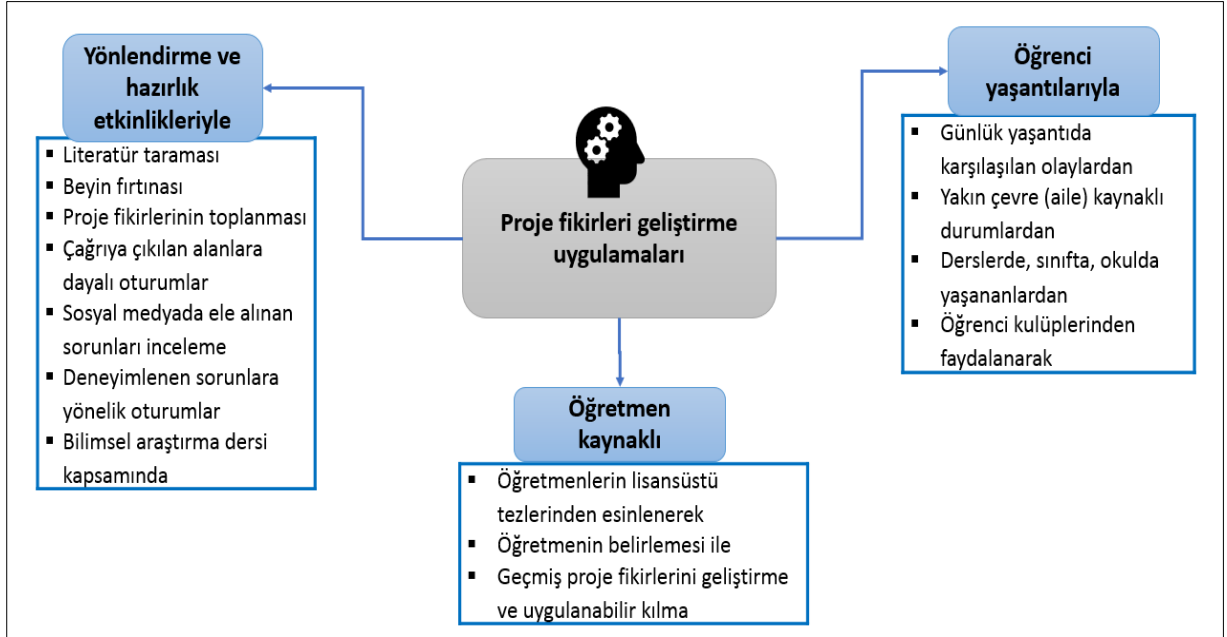 Yönlendirme ve
hazırlık
etkinlikleriyle
▪ Literatür taraması
▪ Beyin fırtınası
▪ Proje fikirlerinin toplanması
▪ Çağrıya çıkılan alanlara
dayalı oturumlar
▪ Sosyal medyada ele alınan
sorunları inceleme
▪ Deneyimlenen sorunlara
yönelik oturumlar
▪ Bilimsel araştırma dersi
kapsamında
Proje fikirleri geliştirme
uygulamaları
Öğretmen
kaynaklı
▪ Öğretmenlerin lisansüstü
tezlerinden esinlenerek
▪ Öğretmenin belirlemesi ile
▪ Geçmiş proje fikirlerini geliştirme
ve uygulanabilir kılma
Öğrenci
yaşantılarıyla
▪ Günlük yaşantıda
karşılaşılan olaylardan
▪ Yakın çevre (aile) kaynaklı
durumlardan
▪ Derslerde, sınıfta, okulda
yaşananlardan
▪ Öğrenci kulüplerinden
faydalanarak